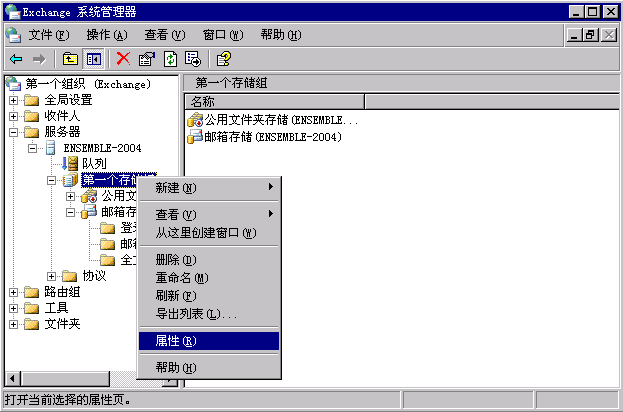 Exchange 系统管理器
文件(F) 操作(A) 查看(V) 窗口(W) 帮助(H)
第一个组织 (Exchange)
全局设置
收件人
服务器
ENSEMBLE-2004
队列
第一个存储
公用文
邮箱存
登
邮
全
协议
路由组
工具
文件夹
第一个存储组
名称
公用文件夹存储(ENSEMBLE...
邮箱存储(ENSEMBLE-2004)
新建(N)
查看(V)
从这里创建窗口(W)
删除(D)
重命名(M)
刷新(F)
导出列表(L)...
属性(R)
帮助(H)
打开当前选择的属性页。